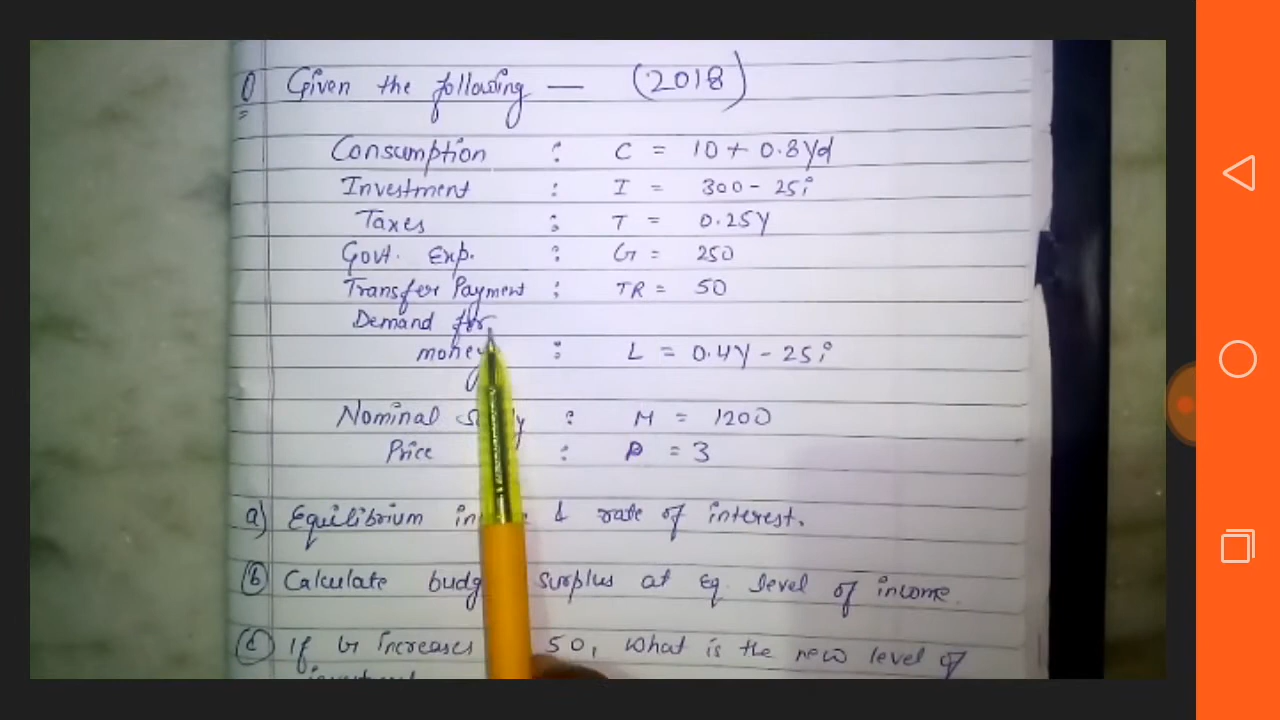 Q Given the following — (2018)
Consumption : C = 10 + 0.8Yd
Investment : I = 300 - 25i
Taxes : T = 0.25Y
Govt. Exp. : G = 250
Transfer Payment : TR = 50
Demand for
money : L = 0.4Y - 25i
Nominal : M = 1200
Price : P = 3
a) Equilibrium & rate of interest.
(b) Calculate surplus at Eq. level of income.
(c) If G increases 50, What is the new level of
investment